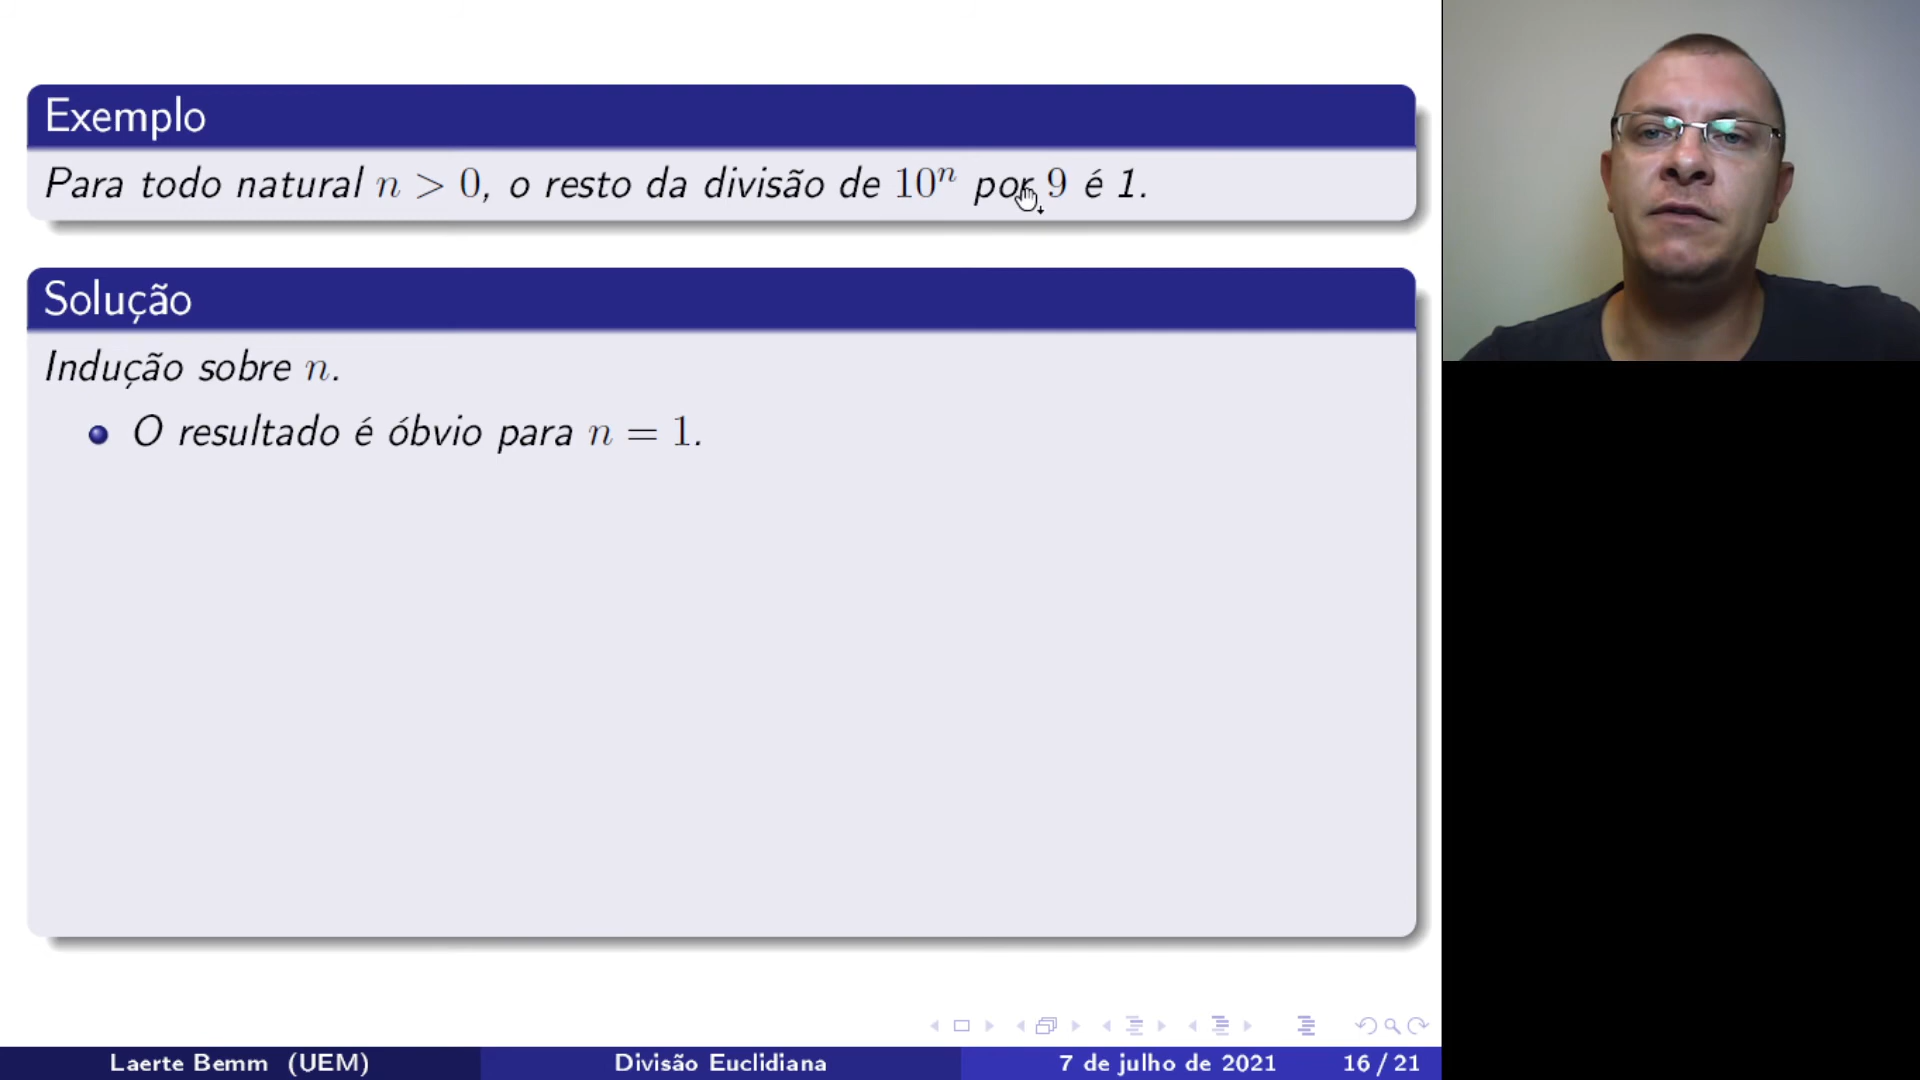 Exemplo
Para todo natural n > 0, o resto da divisão de 10ⁿ por 9 é 1.
Solução
Indução sobre n.
O resultado é óbvio para n = 1.
Laerte Bemm (UEM) Divisão Euclidiana 7 de julho de 2021 16 / 21